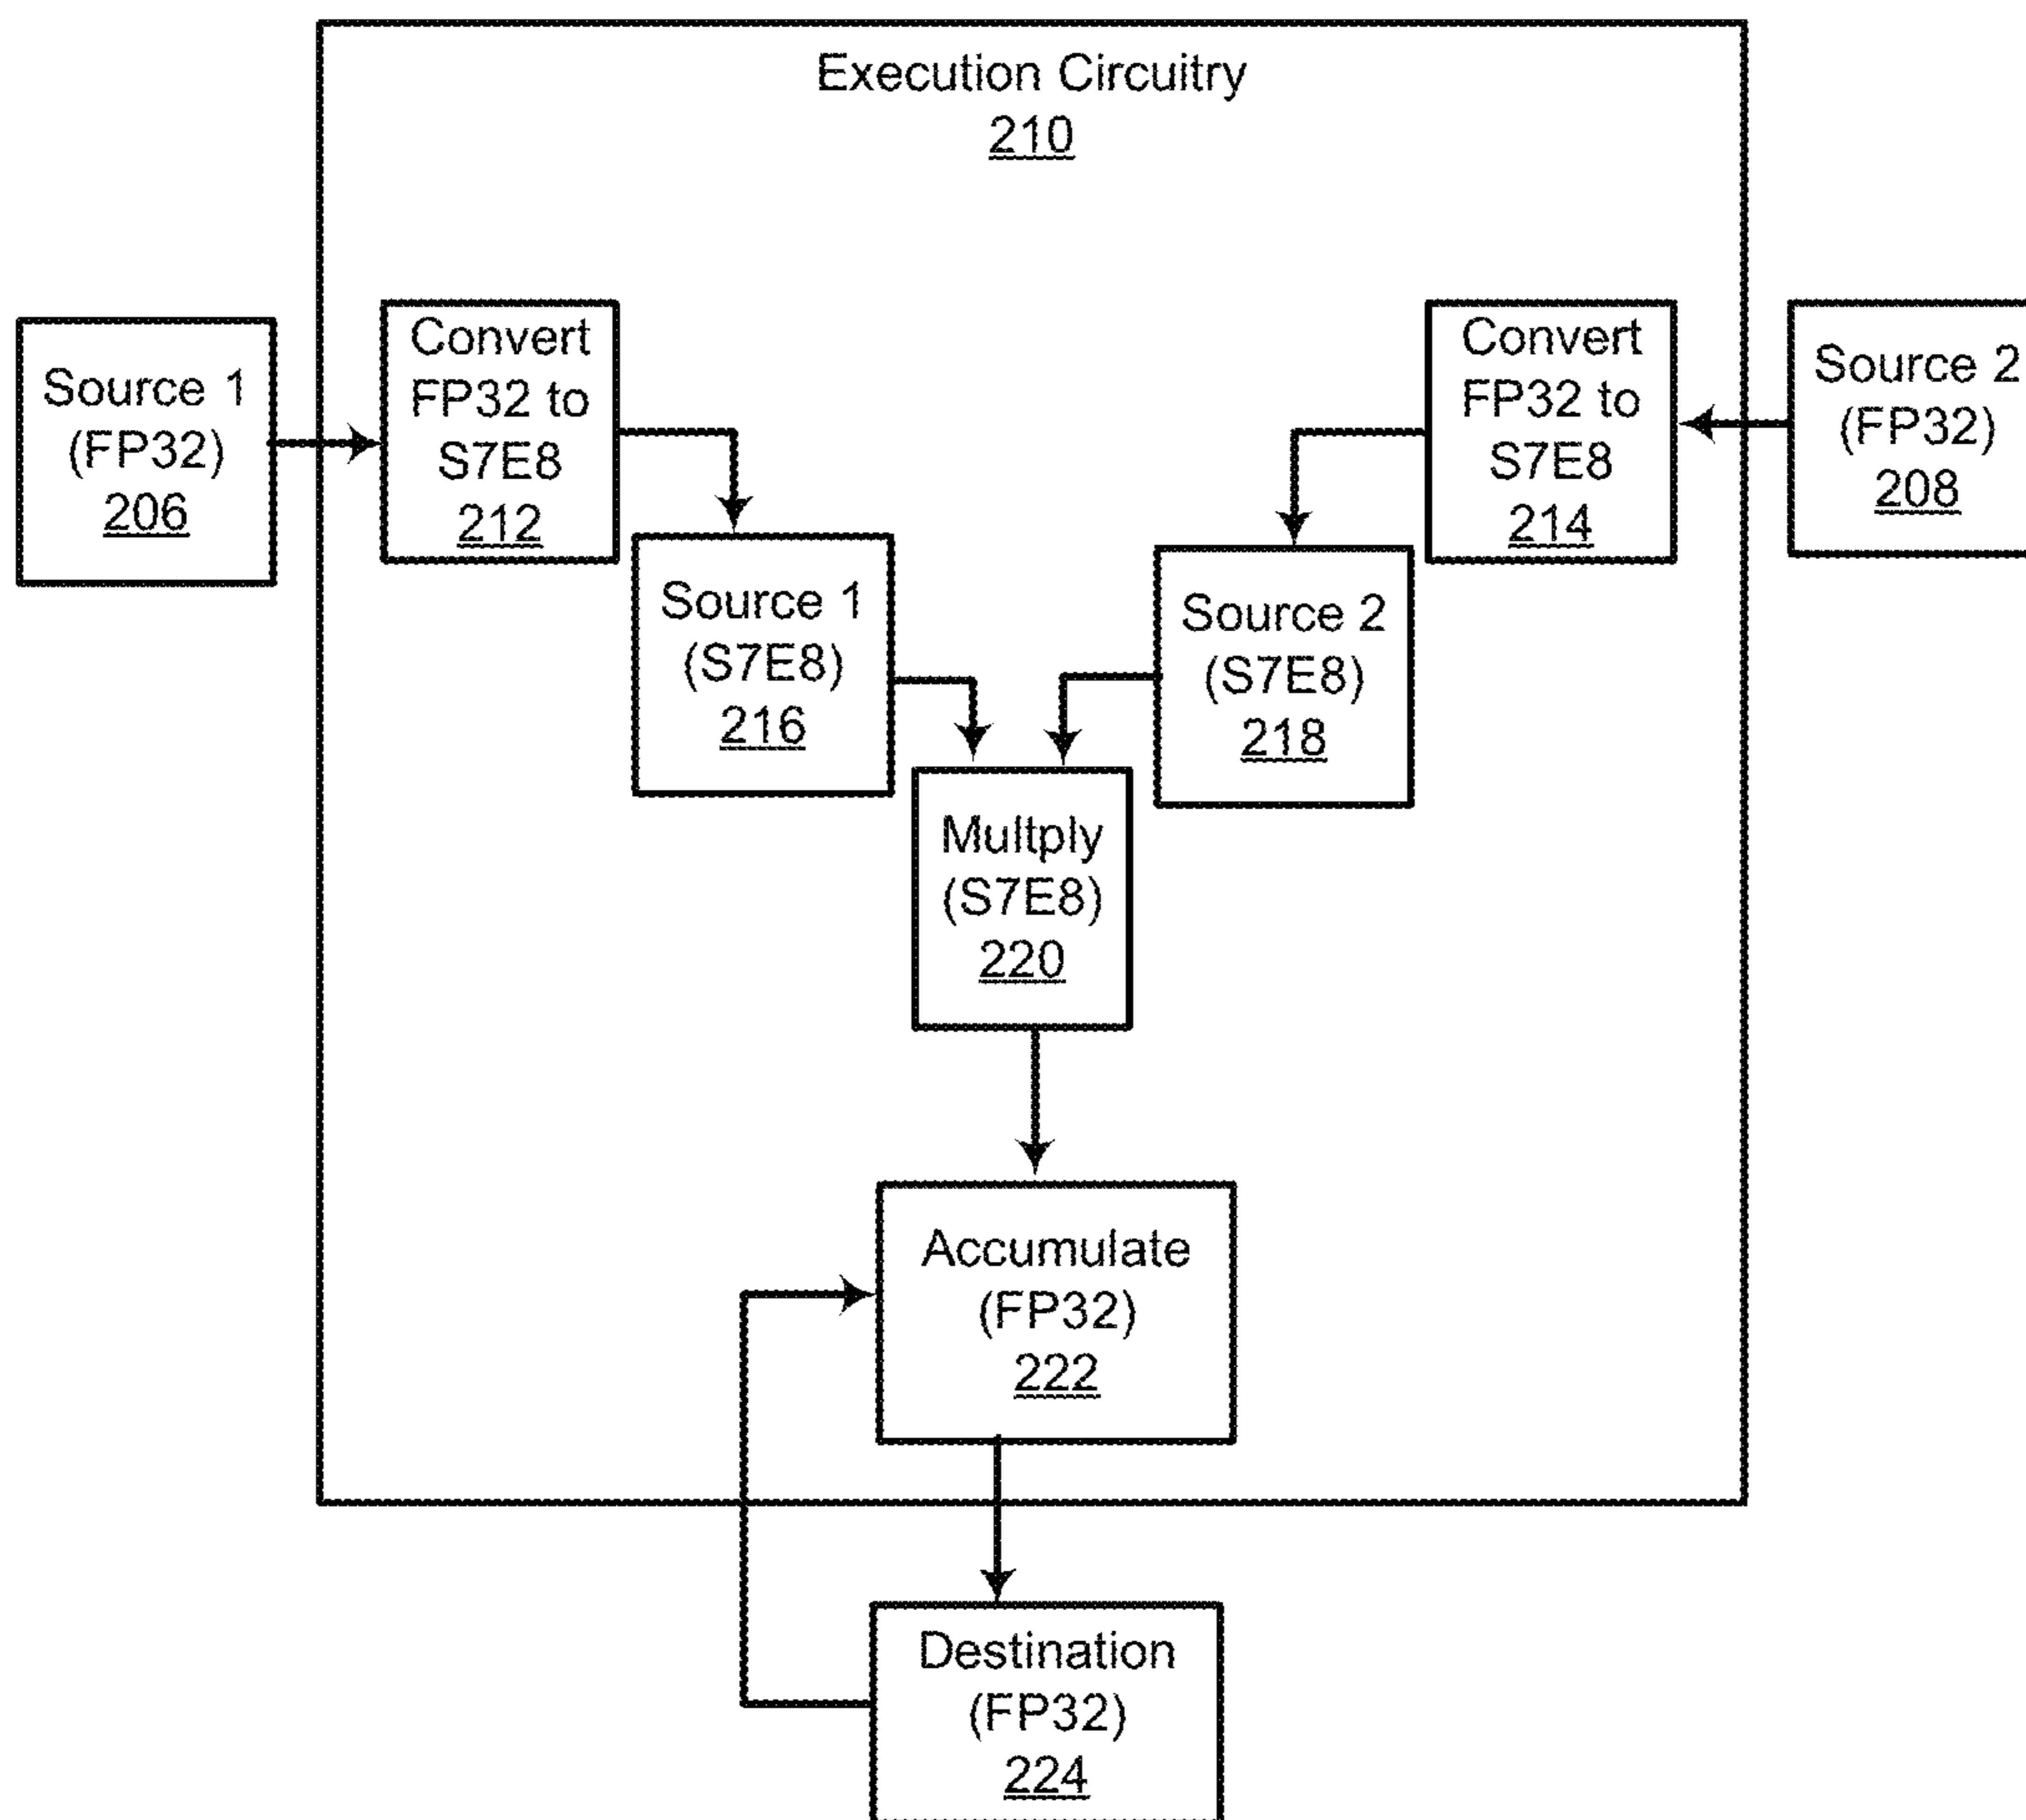 Execution Circuitry
210
Source 1
(FP32)
206
Convert
FP32 to
S7E8
212
Convert
FP32 to
S7E8
214
Source 2
(FP32)
208
Source 1
(S7E8)
216
Source 2
(S7E8)
218
Multply
(S7E8)
220
Accumulate
(FP32)
222
Destination
(FP32)
224